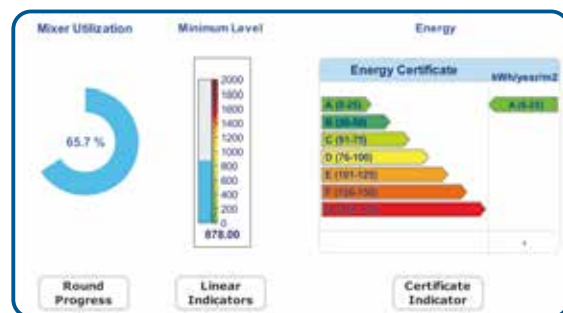 Mixer Utilization
65.7 %
Minimum Level
2000
1800
1600
1400
1200
1000
800
600
400
200
0
878.00
Energy
Energy Certificate
kWh/year/m2
A (0-25)
A (0-25)
B (26-50)
C (51-75)
D (76-100)
E (101-125)
F (126-150)
Round
Progress
Linear
Indicators
Certificate
Indicator